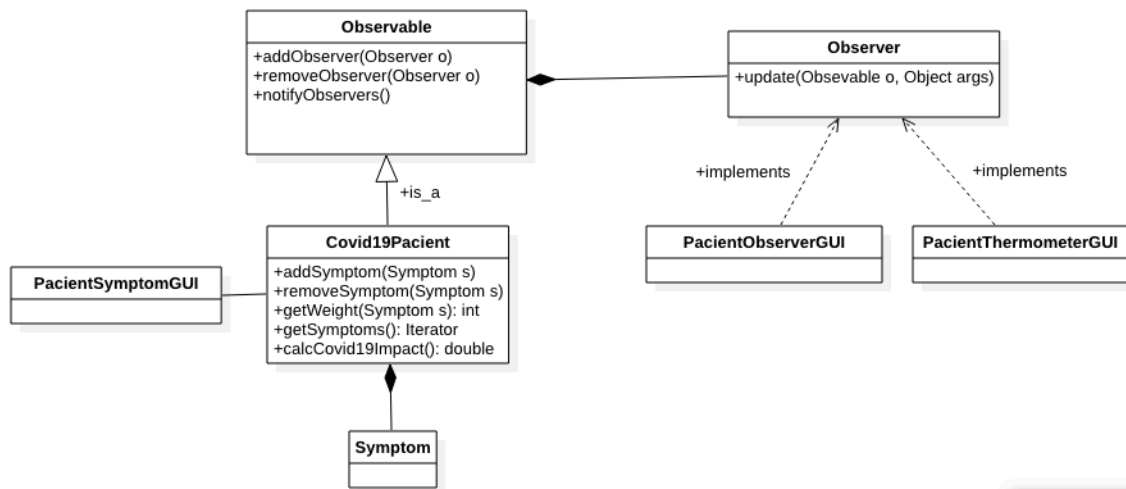 Observable
+addObserver(Observer o)
+removeObserver(Observer o)
+notifyObservers()
Observer
+update(Obsevable o, Object args)
+implements
+implements
+is_a
PacientObserverGUI
PacientThermometerGUI
Covid19Pacient
+addSymptom(Symptom s)
+removeSymptom(Symptom s)
+getWeight(Symptom s): int
+getSymptoms(): Iterator
+calcCovid19Impact(): double
PacientSymptomGUI
Symptom